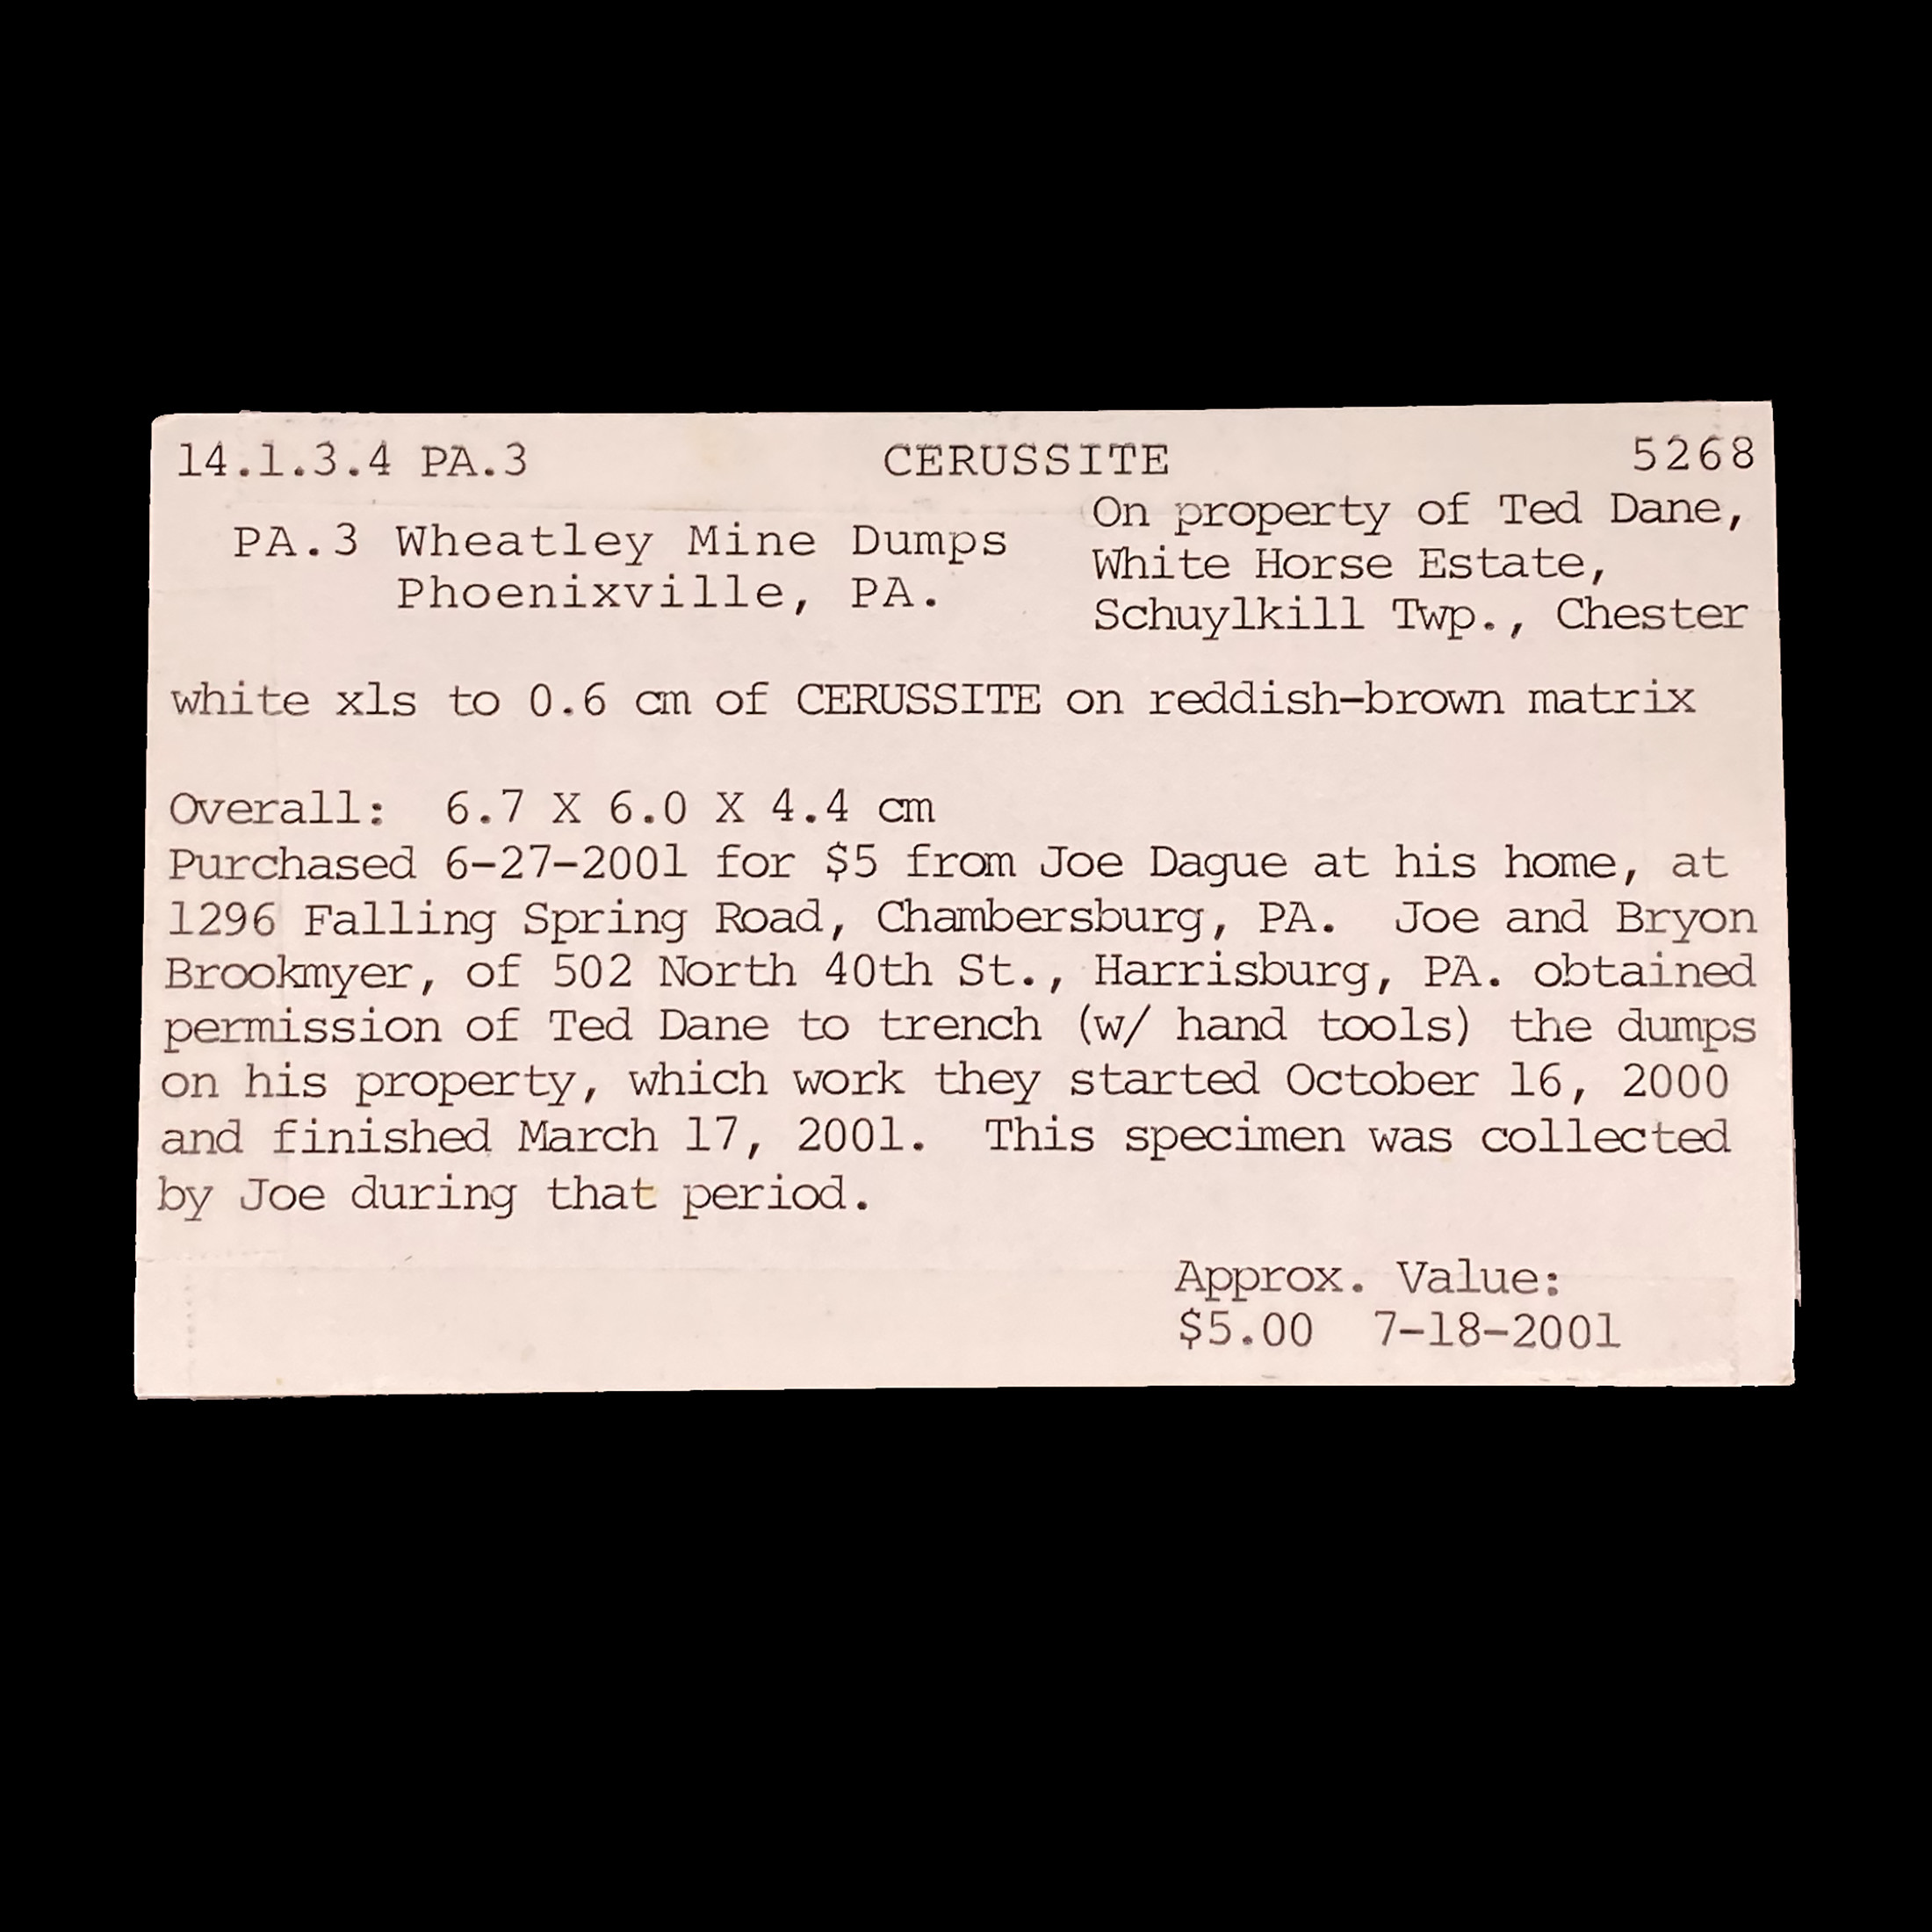 14.1.3.4 PA.3 CERUSSITE 5268
PA.3 Wheatley Mine Dumps
Phoenixville, PA.
On property of Ted Dane,
White Horse Estate,
Schuylkill Twp., Chester
white xls to 0.6 cm of CERUSSITE on reddish-brown matrix
Overall: 6.7 X 6.0 X 4.4 cm
Purchased 6-27-2001 for $5 from Joe Dague at his home, at
1296 Falling Spring Road, Chambersburg, PA. Joe and Bryon
Brookmyer, of 502 North 40th St., Harrisburg, PA. obtained
permission of Ted Dane to trench (w/ hand tools) the dumps
on his property, which work they started October 16, 2000
and finished March 17, 2001. This specimen was collected
by Joe during that period.
Approx. Value:
$5.00 7-18-2001